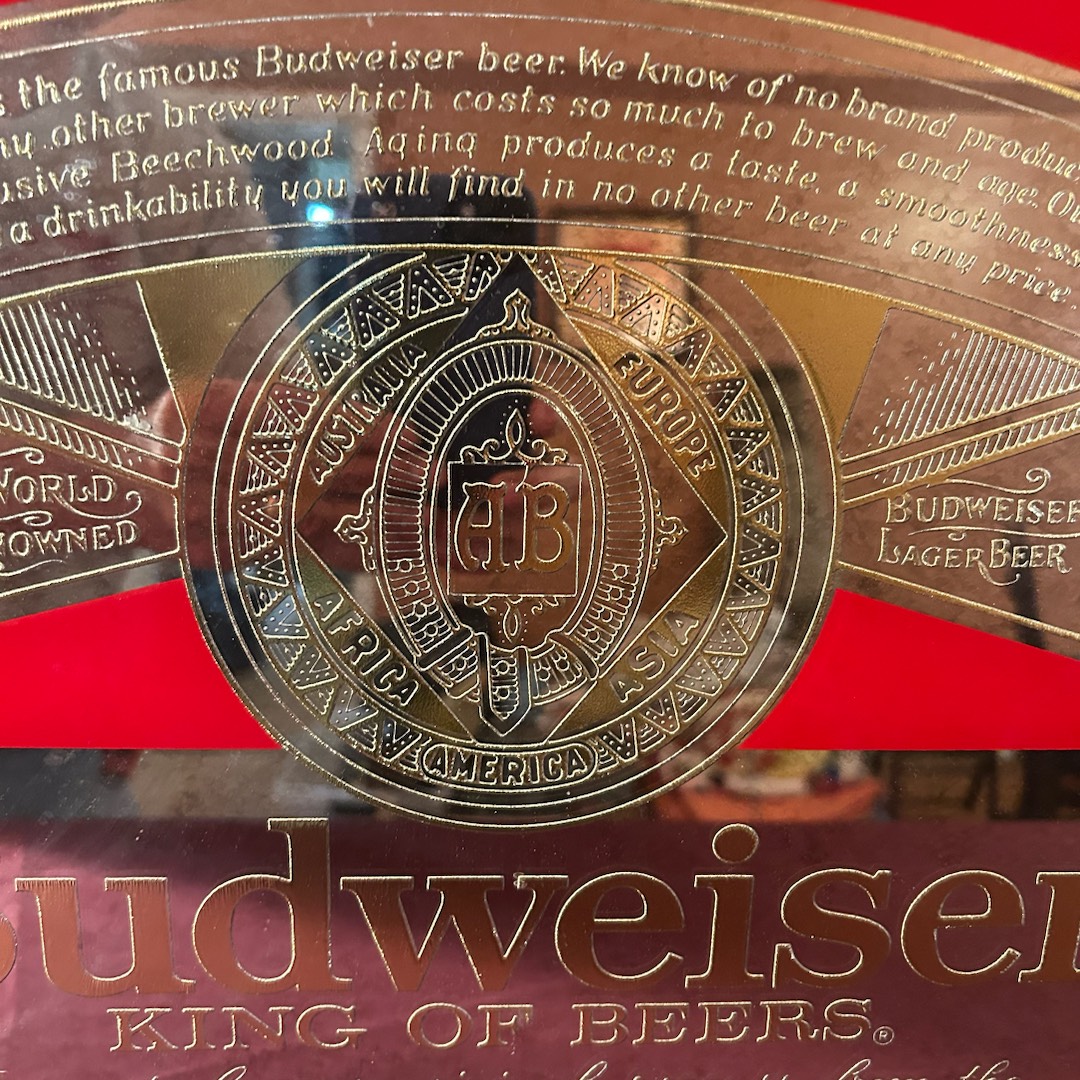 the famous Budweiser beer. We know of no brand produc
other brewer which costs so much to brew and age. Ou
usive Beechwood Aging produces a taste, a smoothness
a drinkability you will find in no other beer at any price.
AUSTRALIA
EUROPE
WORLD
NOWNED
AB
BUDWEISER
LAGER BEER
AFRICA
ASIA
AMERICA
Budweiser
KING OF BEERS®